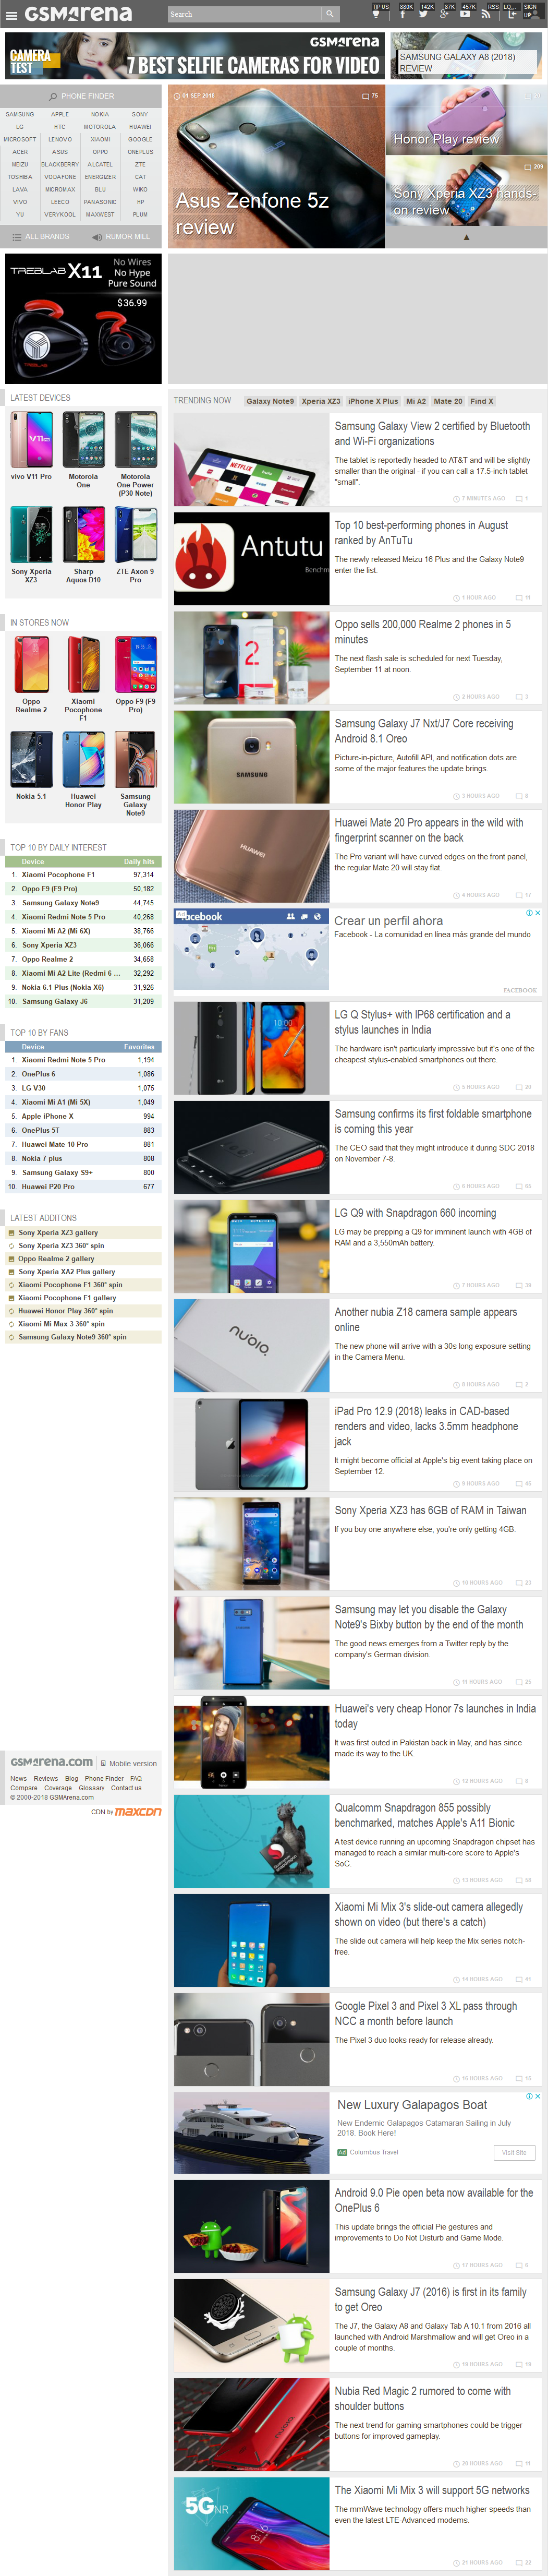 GSMArena
Search
TIP US
880K
142K
87K
457K
RSS
LO...
SIGN UP
CAMERA
TEST
GSMArena
7 BEST SELFIE CAMERAS FOR VIDEO
SAMSUNG GALAXY A8 (2018)
REVIEW
PHONE FINDER
SAMSUNG APPLE NOKIA SONY
LG HTC MOTOROLA HUAWEI
MICROSOFT LENOVO XIAOMI GOOGLE
ACER ASUS OPPO ONEPLUS
MEIZU BLACKBERRY ALCATEL ZTE
TOSHIBA VODAFONE ENERGIZER CAT
LAVA MICROMAX BLU WIKO
VIVO LEECO PANASONIC HP
YU VERYKOOL MAXWEST PLUM
ALL BRANDS RUMOR MILL
01 SEP 2018 75
Asus Zenfone 5z
review
Honor Play review
269
Sony Xperia XZ3 hands-
on review
TREBLAB X11
No Wires
No Hype
Pure Sound
$36.99
LATEST DEVICES
V11
vivo V11 Pro
Motorola
One
Motorola
One Power
(P30 Note)
Sony Xperia
XZ3
Sharp
Aquos D10
ZTE Axon 9
Pro
IN STORES NOW
Oppo
Realme 2
Xiaomi
Pocophone
F1
Oppo F9 (F9
Pro)
Nokia 5.1
Huawei
Honor Play
Samsung
Galaxy
Note9
TOP 10 BY DAILY INTEREST
Device Daily hits
1. Xiaomi Pocophone F1 97,314
2. Oppo F9 (F9 Pro) 50,182
3. Samsung Galaxy Note9 44,745
4. Xiaomi Redmi Note 5 Pro 40,268
5. Xiaomi Mi A2 (Mi 6X) 38,766
6. Sony Xperia XZ3 36,066
7. Oppo Realme 2 34,658
8. Xiaomi Mi A2 Lite (Redmi 6 ... 32,292
9. Nokia 6.1 Plus (Nokia X6) 31,926
10. Samsung Galaxy J6 31,209
TOP 10 BY FANS
Device Favorites
1. Xiaomi Redmi Note 5 Pro 1,194
2. OnePlus 6 1,086
3. LG V30 1,075
4. Xiaomi Mi A1 (Mi 5X) 1,049
5. Apple iPhone X 994
6. OnePlus 5T 883
7. Huawei Mate 10 Pro 881
8. Nokia 7 plus 808
9. Samsung Galaxy S9+ 800
10. Huawei P20 Pro 677
LATEST ADDITONS
Sony Xperia XZ3 gallery
Sony Xperia XZ3 360° spin
Oppo Realme 2 gallery
Sony Xperia XA2 Plus gallery
Xiaomi Pocophone F1 360° spin
Xiaomi Pocophone F1 gallery
Huawei Honor Play 360° spin
Xiaomi Mi Max 3 360° spin
Samsung Galaxy Note9 360° spin
GSMArena.com Mobile version
News Reviews Blog Phone Finder FAQ
Compare Coverage Glossary Contact us
© 2000-2018 GSMArena.com
CDN by MAXCDN
TRENDING NOW Galaxy Note9 Xperia XZ3 iPhone X Plus Mi A2 Mate 20 Find X
NETFLIX
Samsung Galaxy View 2 certified by Bluetooth
and Wi-Fi organizations
The tablet is reportedly headed to AT&T and will be slightly
smaller than the original - if you can call a 17.5-inch tablet
"small".
7 MINUTES AGO 1
Antutu
Benchm
Top 10 best-performing phones in August
ranked by AnTuTu
The newly released Meizu 16 Plus and the Galaxy Note9
enter the list.
1 HOUR AGO 11
2
Oppo sells 200,000 Realme 2 phones in 5
minutes
The next flash sale is scheduled for next Tuesday,
September 11 at noon.
2 HOURS AGO 3
SAMSUNG
Samsung Galaxy J7 Nxt/J7 Core receiving
Android 8.1 Oreo
Picture-in-picture, Autofill API, and notification dots are
some of the major features the update brings.
3 HOURS AGO 8
HUAWEI
Huawei Mate 20 Pro appears in the wild with
fingerprint scanner on the back
The Pro variant will have curved edges on the front panel,
the regular Mate 20 will stay flat.
4 HOURS AGO 17
facebook
Crear un perfil ahora
Facebook - La comunidad en línea más grande del mundo
FACEBOOK
LG Q Stylus+ with IP68 certification and a
stylus launches in India
The hardware isn't particularly impressive but it's one of the
cheapest stylus-enabled smartphones out there.
5 HOURS AGO 26
Samsung confirms its first foldable smartphone
is coming this year
The CEO said that they might introduce it during SDC 2018
on November 7-8.
6 HOURS AGO 50
LG Q9 with Snapdragon 660 incoming
LG may be prepping a Q9 for imminent launch with 4GB of
RAM and a 3,550mAh battery.
7 HOURS AGO 39
nubia
Another nubia Z18 camera sample appears
online
The new phone will arrive with a 30s long exposure setting
in the Camera Menu.
8 HOURS AGO 2
iPad Pro 12.9 (2018) leaks in CAD-based
renders and video, lacks 3.5mm headphone
jack
It might become official at Apple's big event taking place on
September 12.
9 HOURS AGO 45
Sony Xperia XZ3 has 6GB of RAM in Taiwan
If you buy one anywhere else, you're only getting 4GB.
10 HOURS AGO 23
Samsung may let you disable the Galaxy
Note9's Bixby button by the end of the month
The good news emerges from a Twitter reply by the
company's German division.
11 HOURS AGO 25
Huawei's very cheap Honor 7s launches in India
today
It was first outed in Pakistan back in May, and has since
made its way to the UK.
12 HOURS AGO 8
Qualcomm Snapdragon 855 possibly
benchmarked, matches Apple's A11 Bionic
A test device running an upcoming Snapdragon chipset has
managed to reach a similar multi-core score to Apple's
SoC.
13 HOURS AGO 58
Xiaomi Mi Mix 3's slide-out camera allegedly
shown on video (but there's a catch)
The slide out camera will help keep the Mix series notch-
free.
14 HOURS AGO 41
Google Pixel 3 and Pixel 3 XL pass through
NCC a month before launch
The Pixel 3 duo looks ready for release already.
16 HOURS AGO 15
New Luxury Galapagos Boat
New Endemic Galapagos Catamaran Sailing in July
2018. Book Here!
Ad Columbus Travel
Visit Site
Android 9.0 Pie open beta now available for the
OnePlus 6
This update brings the official Pie gestures and
improvements to Do Not Disturb and Game Mode.
17 HOURS AGO 6
Samsung Galaxy J7 (2016) is first in its family
to get Oreo
The J7, the Galaxy A8 and Galaxy Tab A 10.1 from 2016 all
launched with Android Marshmallow and will get Oreo in a
couple of months.
19 HOURS AGO 19
Nubia Red Magic 2 rumored to come with
shoulder buttons
The next trend for gaming smartphones could be trigger
buttons for improved gameplay.
20 HOURS AGO 11
5G NR
8:16
The Xiaomi Mi Mix 3 will support 5G networks
The mmWave technology offers much higher speeds than
even the latest LTE-Advanced modems.
21 HOURS AGO 22